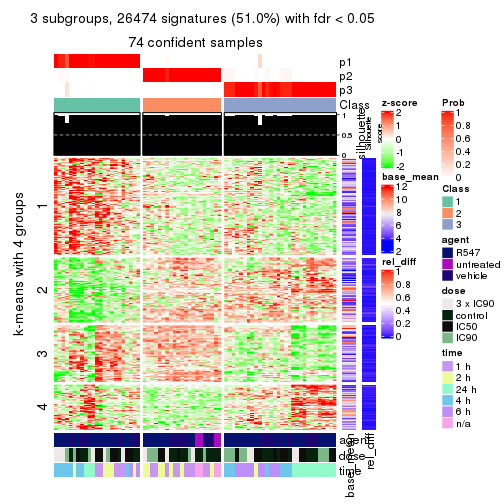 3 subgroups, 26474 signatures (51.0%) with fdr < 0.05
74 confident samples
p1
p2
p3
Class
1
0.5
0
silhouette
Silhouette
score
k-means with 4 groups
1
2
3
4
agent
dose
time
base_mean
rel_diff
z-score
2
1
0
-1
-2
base_mean
12
10
8
6
4
2
rel_diff
1
0.8
0.6
0.4
0.2
0
Prob
1
0.8
0.6
0.4
0.2
0
Class
1
2
3
agent
R547
untreated
vehicle
dose
3 x IC90
control
IC50
IC90
time
1 h
2 h
24 h
4 h
6 h
n/a